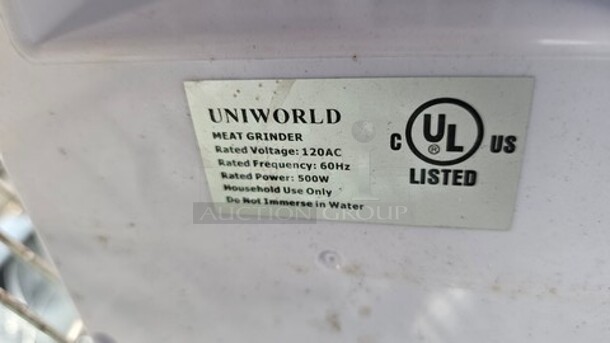 UNIWORLD
MEAT GRINDER
Rated Voltage: 120AC
Rated Frequency: 60Hz
Rated Power: 500W
Household Use Only
Do Not Immerse in Water
C UL ® US
LISTED
AUCTION GROUP